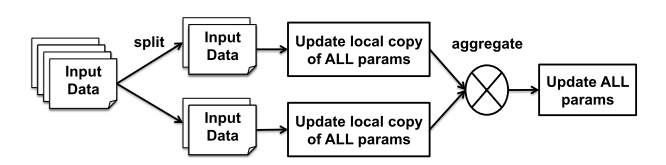 split
Input
Data
Input
Data
Update local copy
of ALL params
aggregate
Input
Data
Update local copy
of ALL params
Update ALL
params